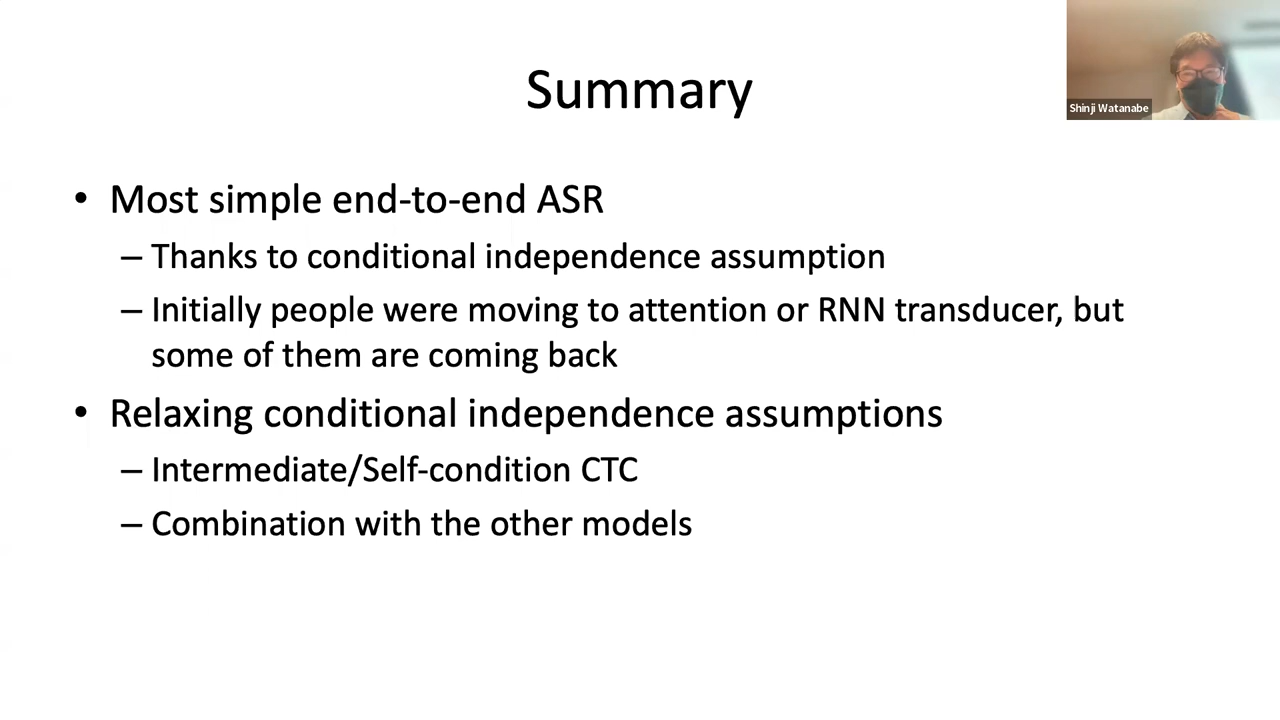 Summary
Shinji Watanabe
• Most simple end-to-end ASR
– Thanks to conditional independence assumption
– Initially people were moving to attention or RNN transducer, but
some of them are coming back
• Relaxing conditional independence assumptions
– Intermediate/Self-condition CTC
– Combination with the other models